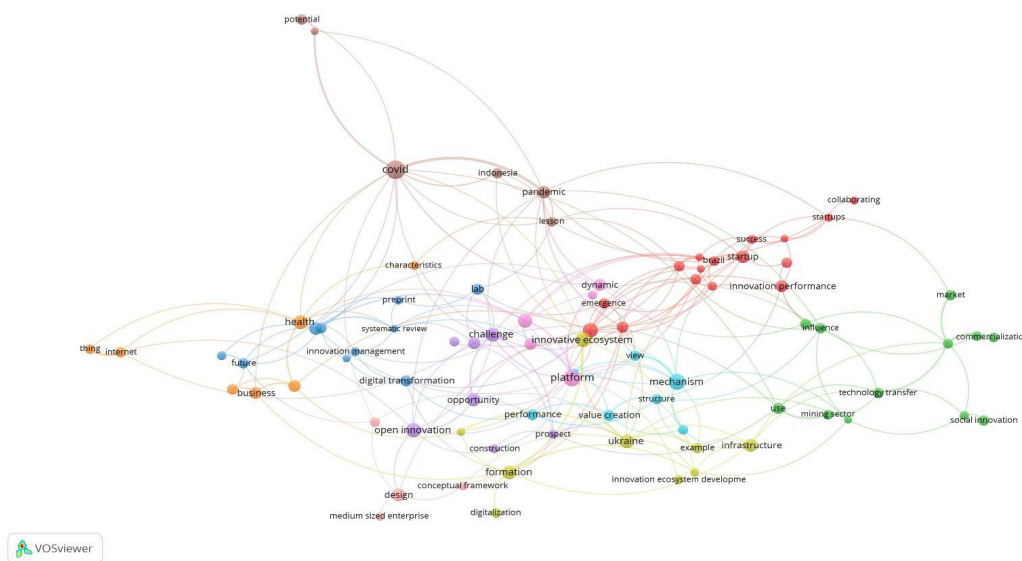 potential
covid
indonesia
pandemic
collaborating
lesson
startups
success
brazil
startup
characteristics
dynamic
innovation performance
lab
market
preprint
emergence
health
systematic review
challenge
influence
innovative ecosystem
commercializatic
thing
internet
innovation management
view
future
digital transformation
platform
mechanism
business
technology transfer
opportunity
structure
use
performance
value creation
mining sector
social innovation
open innovation
prospect
ukraine
construction
example
infrastructure
formation
innovation ecosystem developme
conceptual framework
design
medium sized enterprise
digitalization
VOSviewer